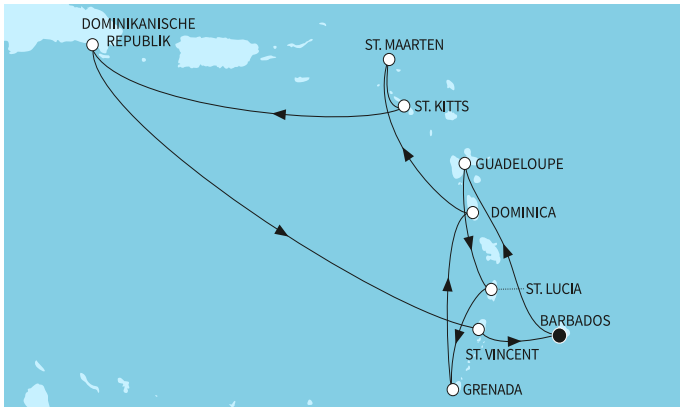 DOMINIKANISCHE
REPUBLIK
ST. MAARTEN
ST. KITTS
GUADELOUPE
DOMINICA
ST. LUCIA
BARBADOS
ST. VINCENT
GRENADA